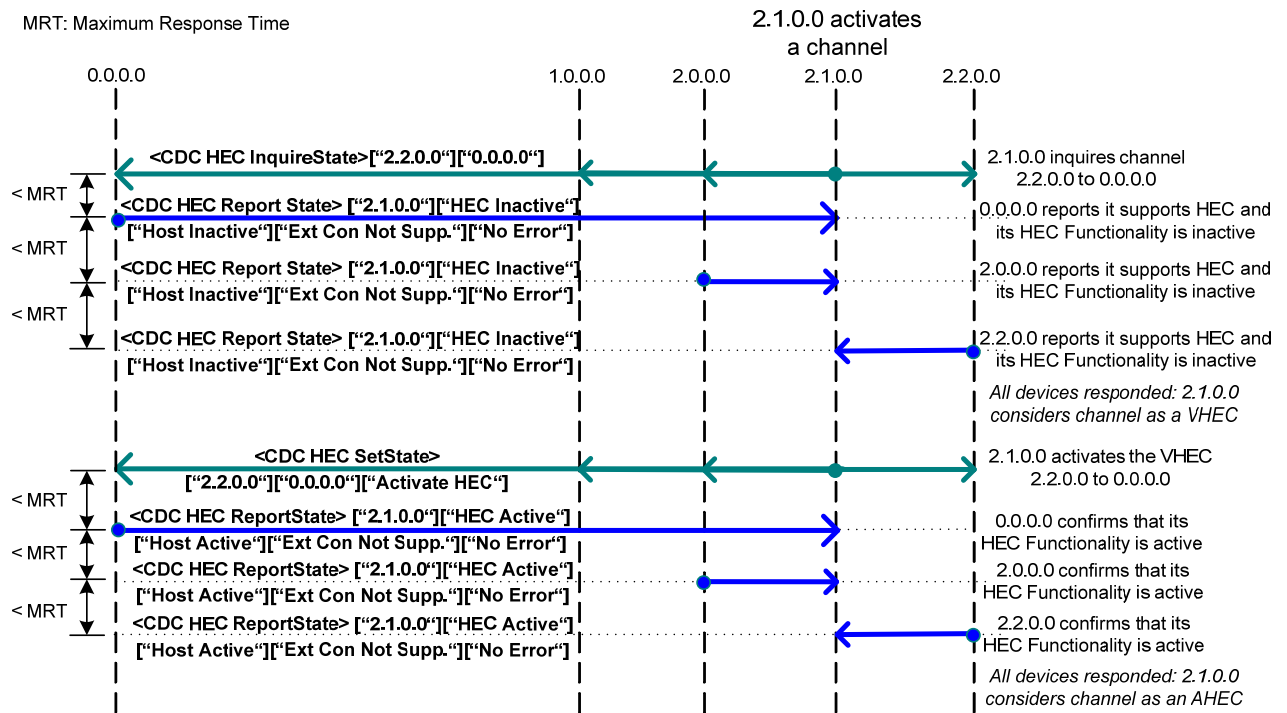 MRT: Maximum Response Time
2.1.0.0 activates
a channel
0.0.0.0
1.0.0.0
2.0.0.0
2.1.0.0
2.2.0.0
<CDC HEC InquireState>[“2.2.0.0“][“0.0.0.0“]
2.1.0.0 inquires channel
2.2.0.0 to 0.0.0.0
< MRT
<CDC HEC Report State> [“2.1.0.0“][“HEC Inactive“]
[“Host Inactive“][“Ext Con Not Supp.“][“No Error“]
0.0.0.0 reports it supports HEC and
its HEC Functionality is inactive
< MRT
<CDC HEC Report State> [“2.1.0.0“][“HEC Inactive“]
[“Host Inactive“][“Ext Con Not Supp.“][“No Error“]
2.0.0.0 reports it supports HEC and
its HEC Functionality is inactive
< MRT
<CDC HEC Report State> [“2.1.0.0“][“HEC Inactive“]
[“Host Inactive“][“Ext Con Not Supp.“][“No Error“]
2.2.0.0 reports it supports HEC and
its HEC Functionality is inactive
All devices responded: 2.1.0.0
considers channel as a VHEC
<CDC HEC SetState>
[“2.2.0.0“][“0.0.0.0“][“Activate HEC“]
2.1.0.0 activates the VHEC
2.2.0.0 to 0.0.0.0
< MRT
<CDC HEC ReportState> [“2.1.0.0“][“HEC Active“]
[“Host Active“][“Ext Con Not Supp.“][“No Error“]
0.0.0.0 confirms that its
HEC Functionality is active
< MRT
<CDC HEC ReportState> [“2.1.0.0“][“HEC Active“]
[“Host Active“][“Ext Con Not Supp.“][“No Error“]
2.0.0.0 confirms that its
HEC Functionality is active
< MRT
<CDC HEC ReportState> [“2.1.0.0“][“HEC Active“]
[“Host Active“][“Ext Con Not Supp.“][“No Error“]
2.2.0.0 confirms that its
HEC Functionality is active
All devices responded: 2.1.0.0
considers channel as an AHEC